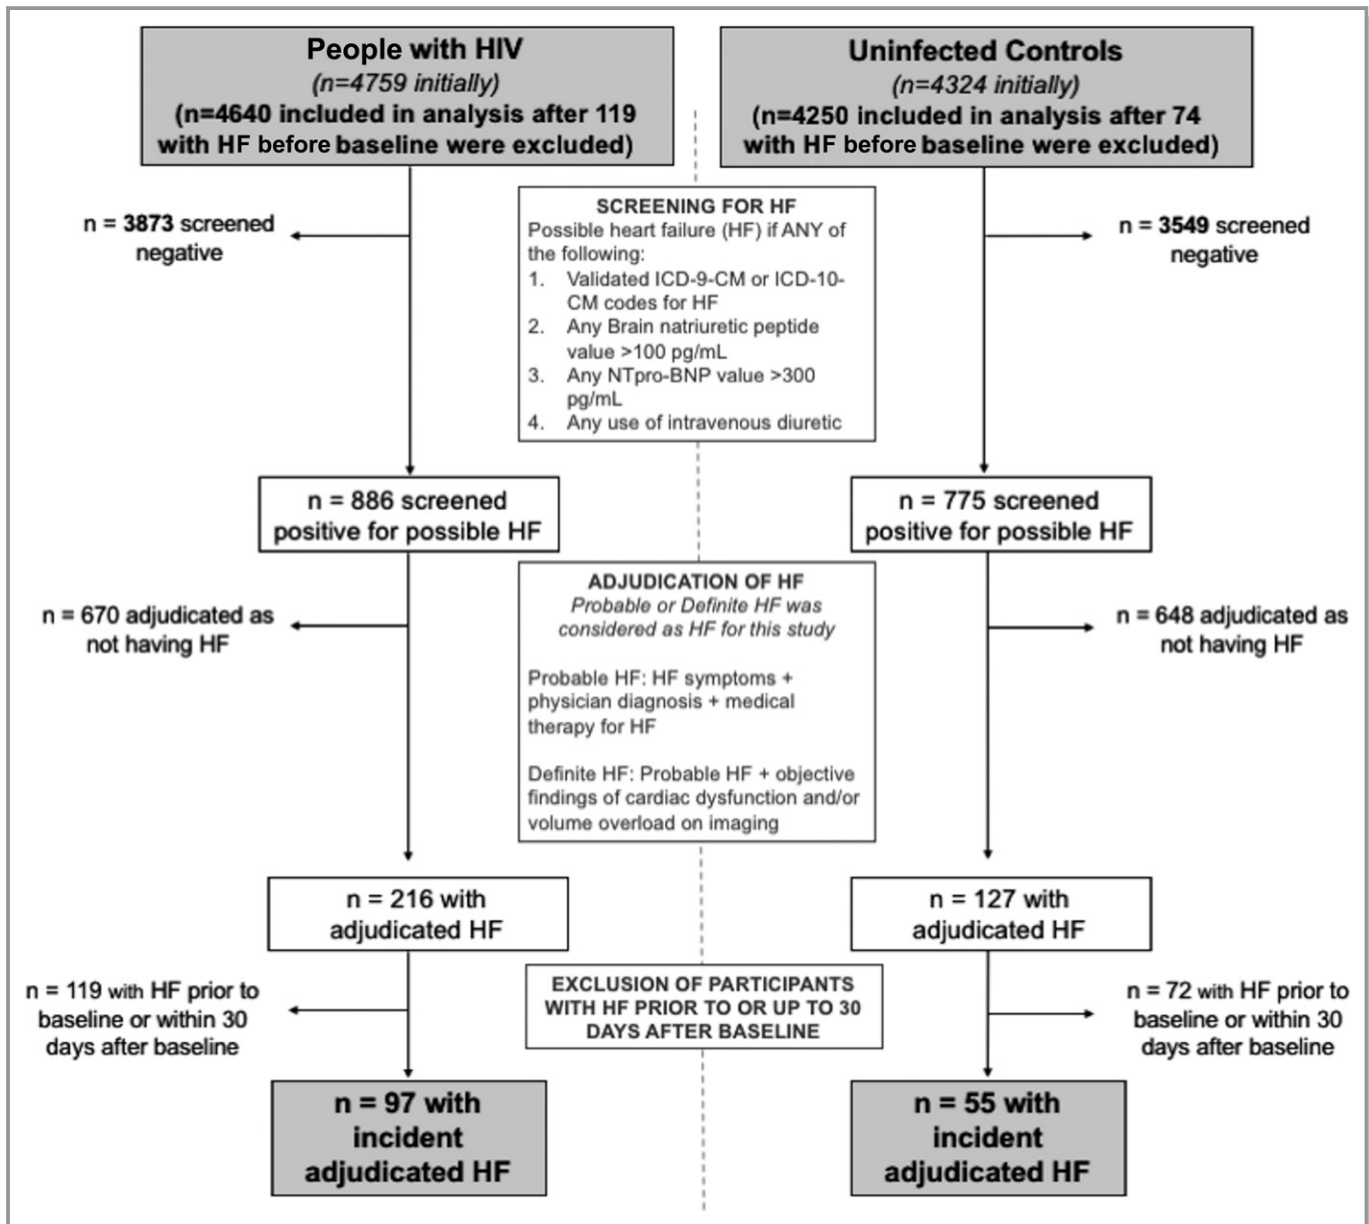 People with HIV
(n=4759 initially)
(n=4640 included in analysis after 119
with HF before baseline were excluded)
Uninfected Controls
(n=4324 initially)
(n=4250 included in analysis after 74
with HF before baseline were excluded)
n = 3873 screened
negative
SCREENING FOR HF
Possible heart failure (HF) if ANY of
the following:
1. Validated ICD-9-CM or ICD-10-
CM codes for HF
2. Any Brain natriuretic peptide
value >100 pg/mL
3. Any NTpro-BNP value >300
pg/mL
4. Any use of intravenous diuretic
n = 3549 screened
negative
n = 886 screened
positive for possible HF
n = 775 screened
positive for possible HF
n = 670 adjudicated as
not having HF
ADJUDICATION OF HF
Probable or Definite HF was
considered as HF for this study
Probable HF: HF symptoms +
physician diagnosis + medical
therapy for HF
Definite HF: Probable HF + objective
findings of cardiac dysfunction and/or
volume overload on imaging
n = 648 adjudicated as
not having HF
n = 216 with
adjudicated HF
n = 127 with
adjudicated HF
n = 119 with HF prior to
baseline or within 30
days after baseline
EXCLUSION OF PARTICIPANTS
WITH HF PRIOR TO OR UP TO 30
DAYS AFTER BASELINE
n = 72 with HF prior to
baseline or within 30
days after baseline
n = 97 with
incident
adjudicated HF
n = 55 with
incident
adjudicated HF